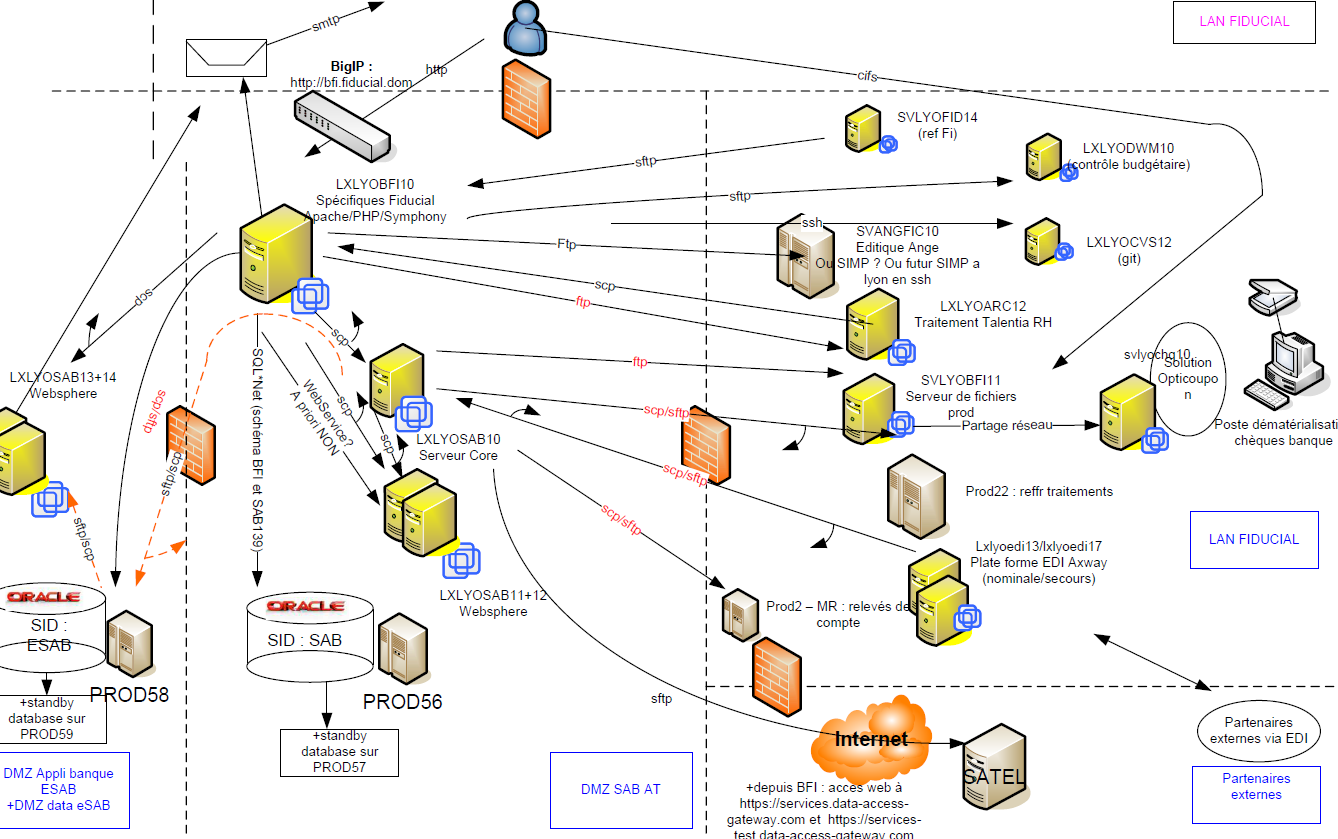 LAN FIDUCIAL
smtp
BigIP :
http://bfi.fiducial.dom
http
cifs
SVLYOFID14
(ref Fi)
LXLYODWM10
(contrôle budgétaire)
sftp
LXLYOBFI10
Spécifiques Fiducial
Apache/PHP/Symphony
sftp
ssh
SVANGFIC10
Editique Ange
Ou SIMP ? Ou futur SIMP a
lyon en ssh
LXLYOCVS12
(git)
Ftp
scp
ftp
scp
LXLYOARC12
Traitement Talentia RH
scp
LXLYOSAB13+14
Websphere
ftp
svlyochq10
Solution
Opticoupo
n
SVLYOBFI11
Serveur de fichiers
prod
scp/sftp
scp/sftp
Partage réseau
Poste dématérialisati
chèques banque
WebService?
A priori NON
scp
scp
LXLYOSAB10
Serveur Core
SQL*Net (schéma BFI et SAB139)
sftp/scp
scp/sftp
Prod22 : reffr traitements
scp/sftp
sftp/scp
LAN FIDUCIAL
Lxlyoedi13/lxlyoedi17
Plate forme EDI Axway
(nominale/secours)
LXLYOSAB11+12
Websphere
ORACLE
SID :
ESAB
ORACLE
SID : SAB
Prod2 – MR : relevés de
compte
PROD58
PROD56
sftp
+standby
database sur
PROD59
+standby
database sur
PROD57
Internet
SATEL
Partenaires
externes via EDI
DMZ Appli banque
ESAB
+DMZ data eSAB
DMZ SAB AT
+depuis BFI : accès web à
https://services.data-access-
gateway.com et https://services-
test.data-access-gateway.com
Partenaires
externes